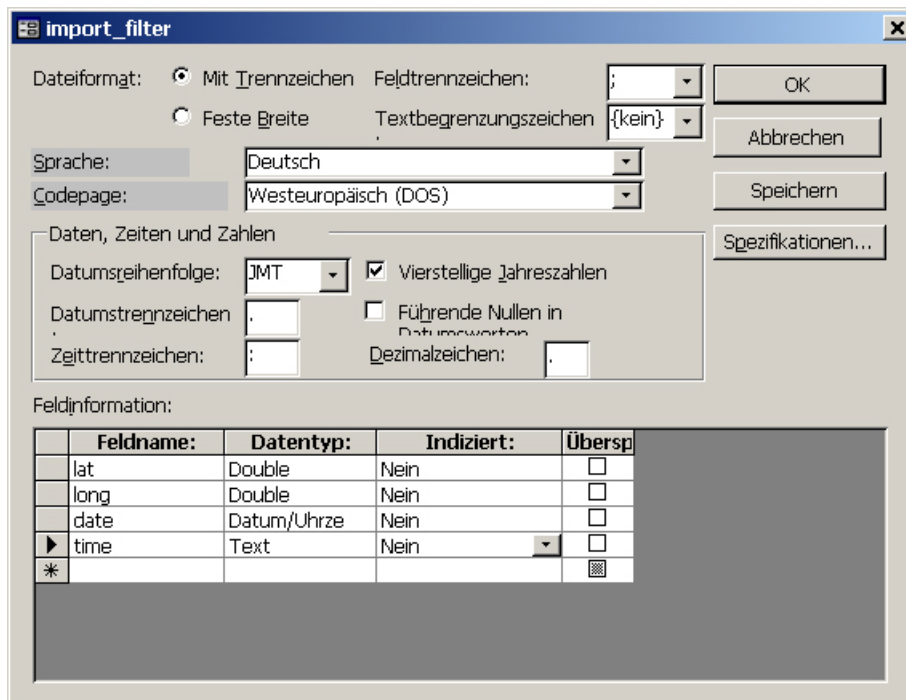 import_filter
Dateiformat: Mit Trennzeichen Feldtrennzeichen: ;
Feste Breite Textbegrenzungszeichen {kein}
Sprache: Deutsch
Codepage: Westeuropäisch (DOS)
OK
Abbrechen
Speichern
Spezifikationen...
Daten, Zeiten und Zahlen
Datumsreihenfolge: JMT Vierstellige Jahreszahlen
Datumstrennzeichen . Führende Nullen in
Datumsworten
Zeittrennzeichen: : Dezimalzeichen: .
Feldinformation:
Feldname: Datentyp: Indiziert: Übersp
lat Double Nein
long Double Nein
date Datum/Uhrze Nein
time Text Nein